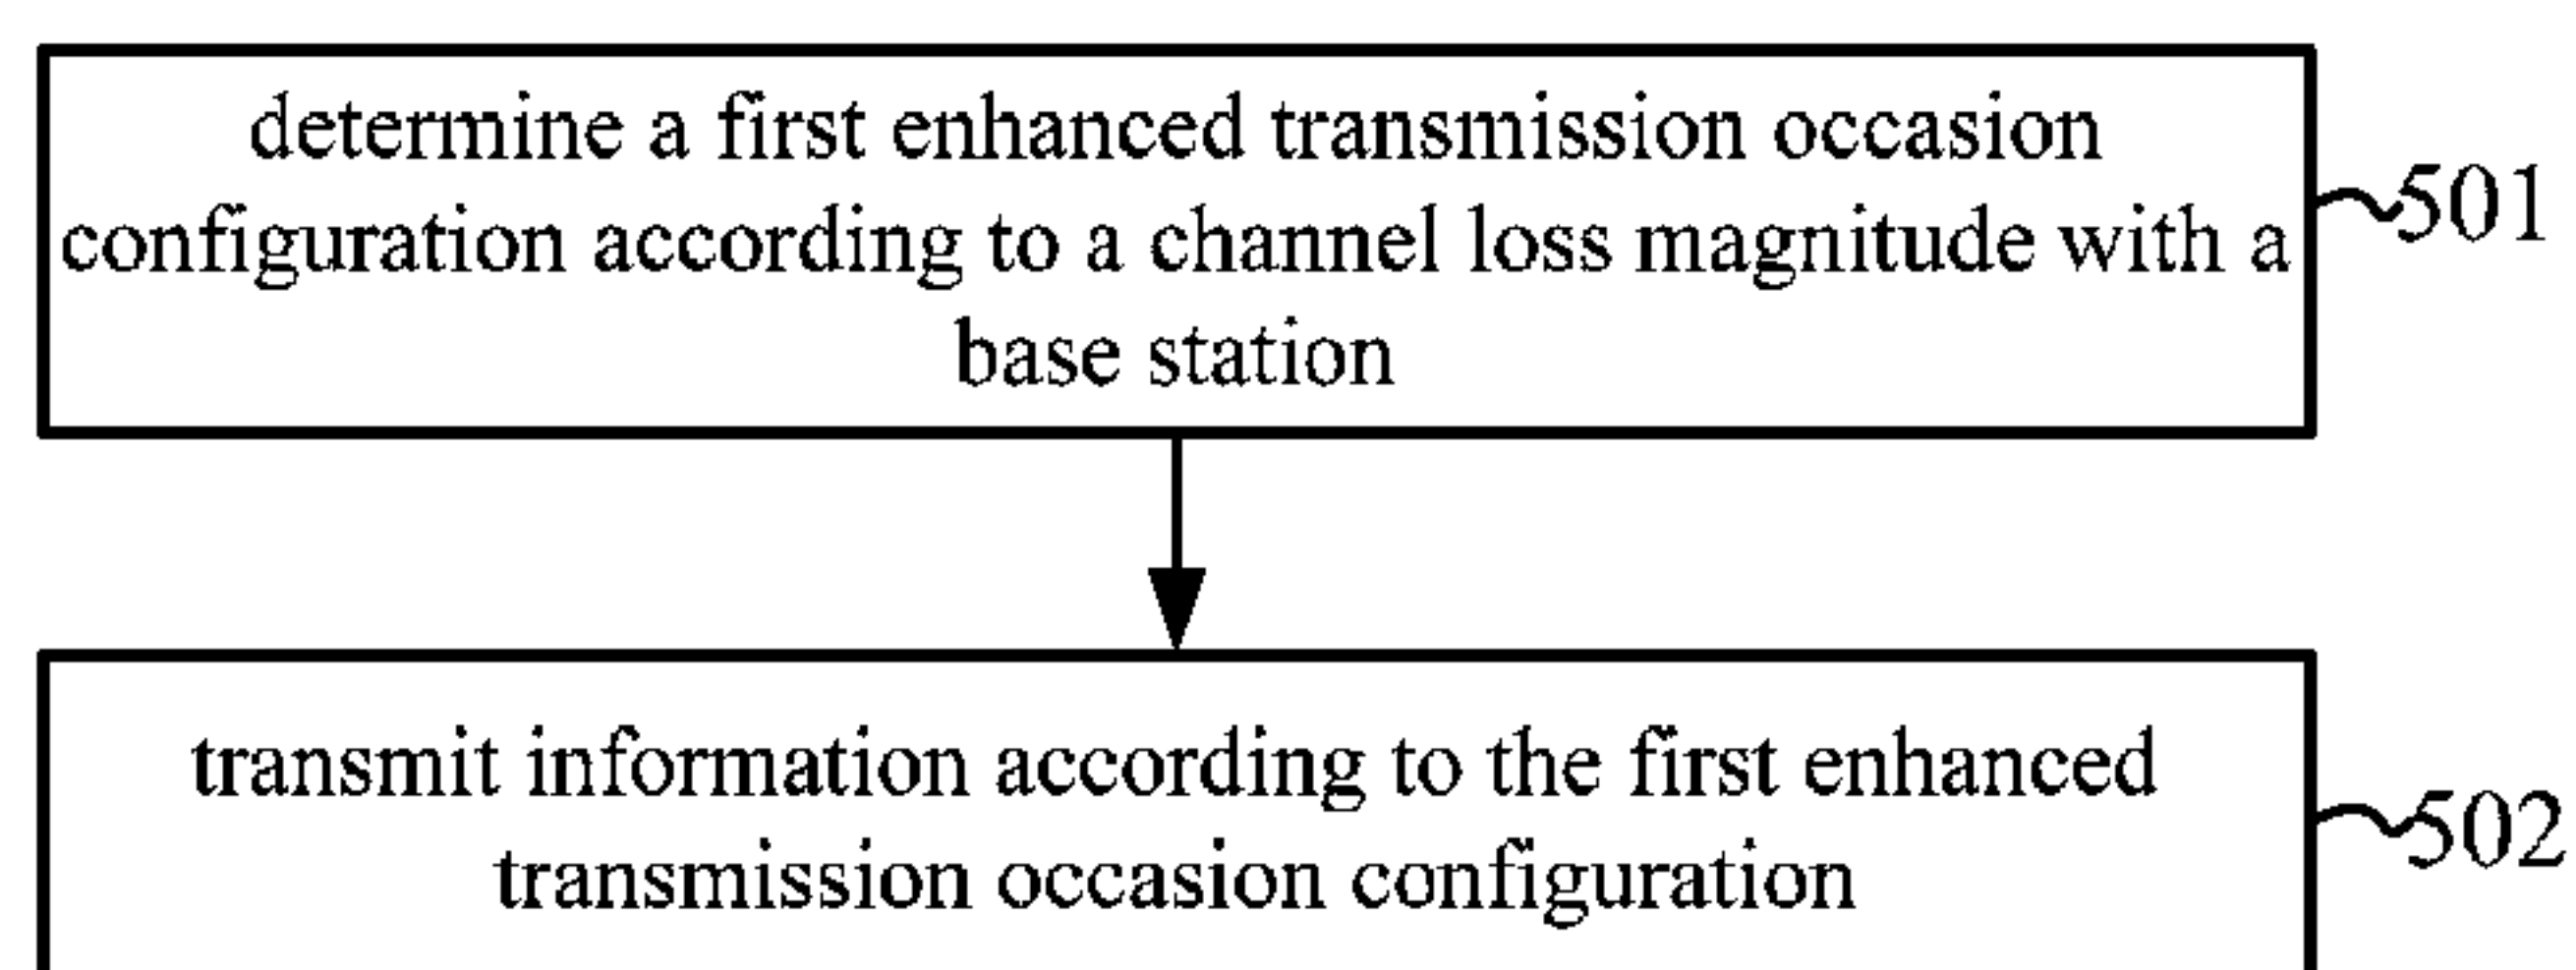 determine a first enhanced transmission occasion
configuration according to a channel loss magnitude with a
base station
501
transmit information according to the first enhanced
transmission occasion configuration
502